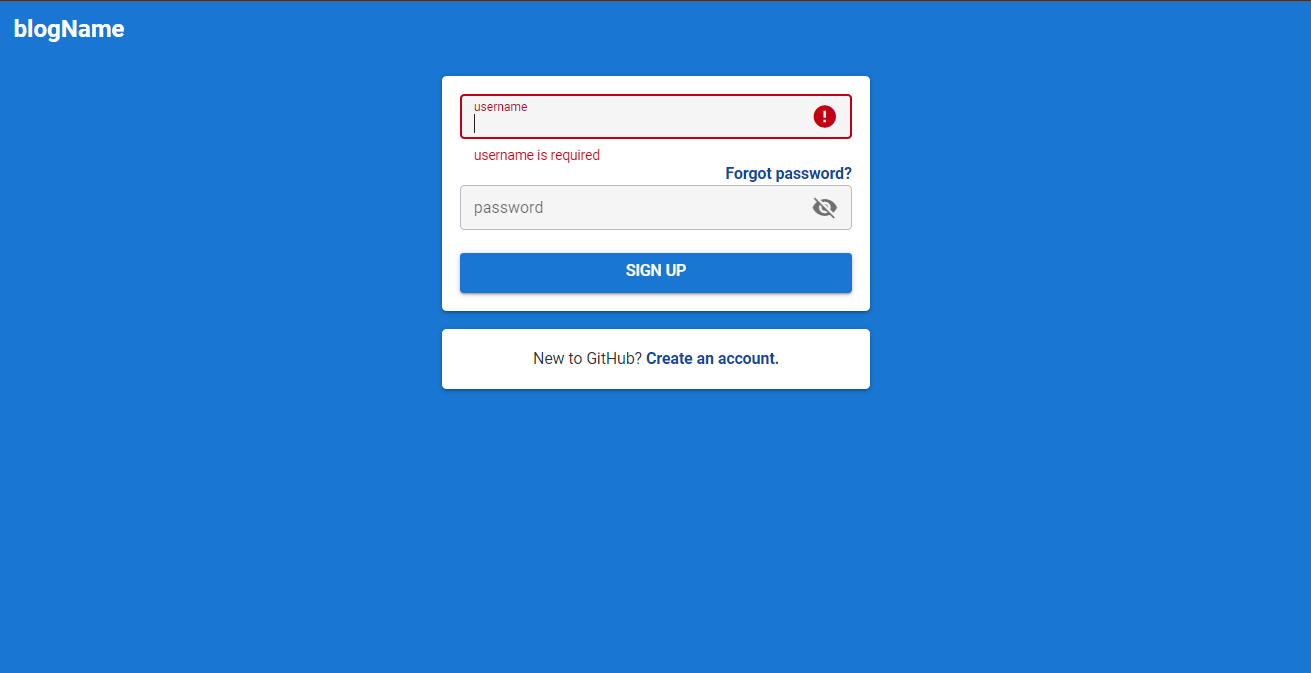 blogName
username
username is required
Forgot password?
password
SIGN UP
New to GitHub? Create an account.